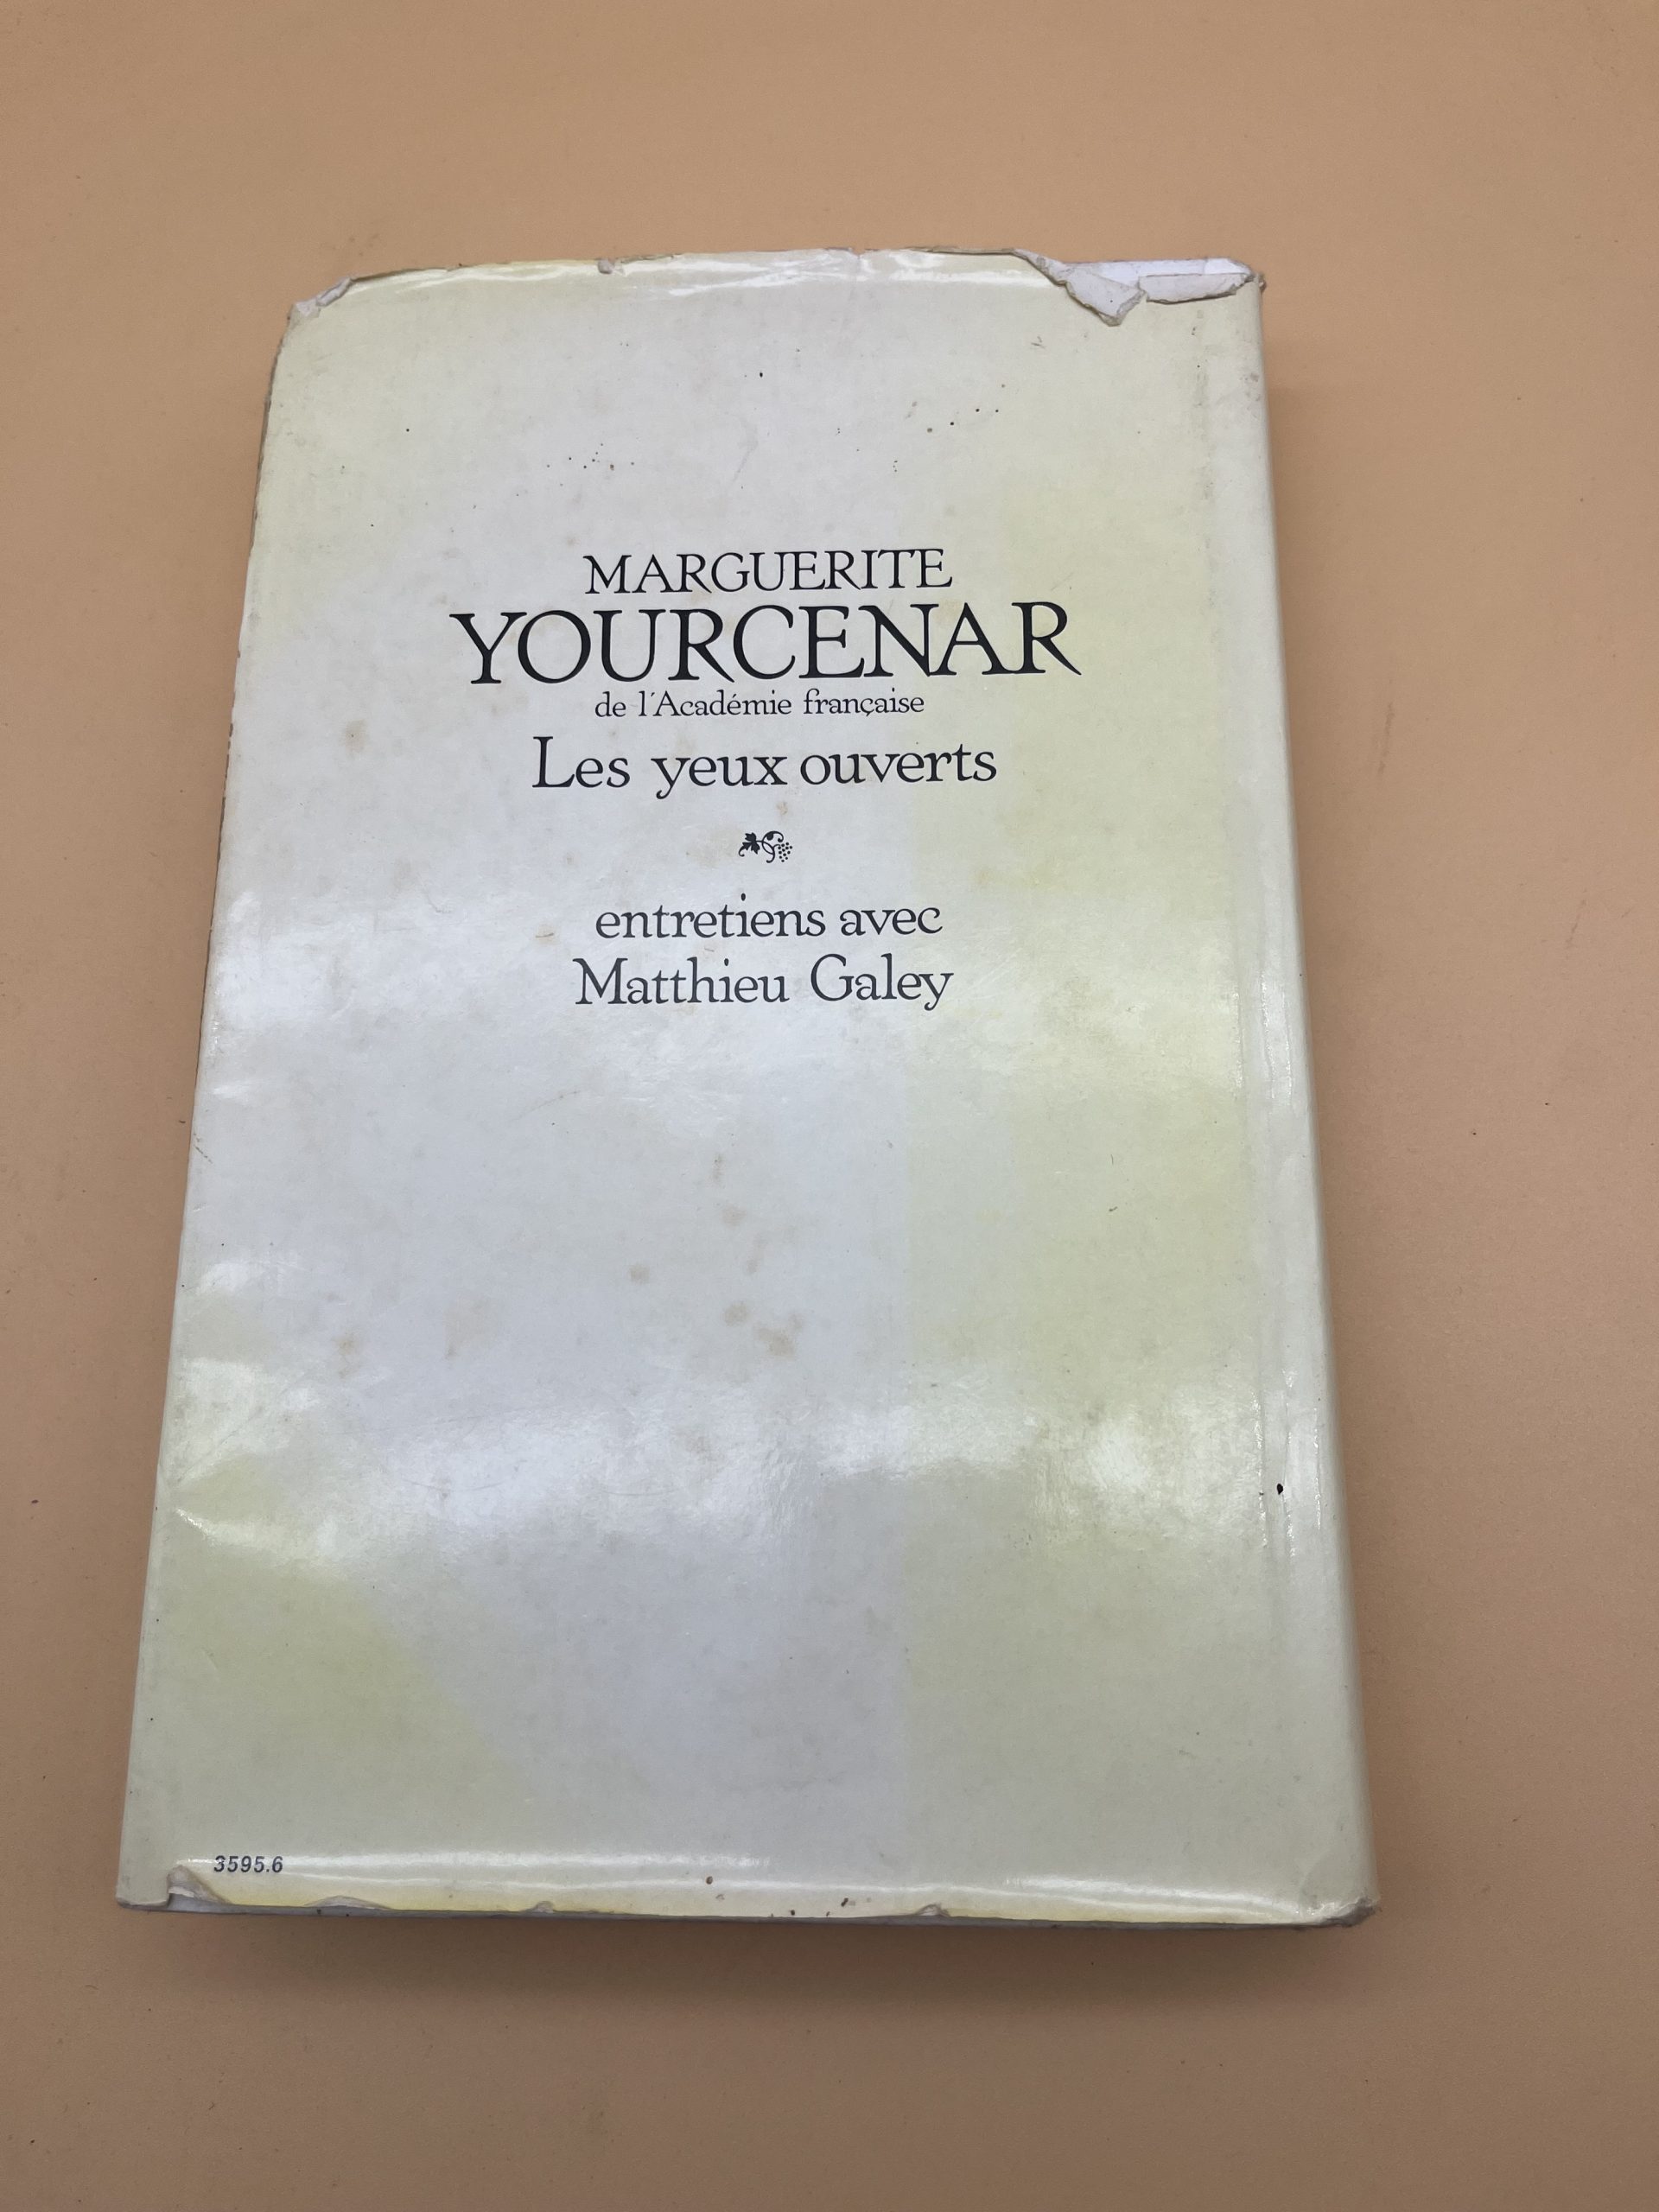 MARGUERITE
YOURCENAR
de l'Académie française
Les yeux ouverts
entretiens avec
Matthieu Galey
3595.6